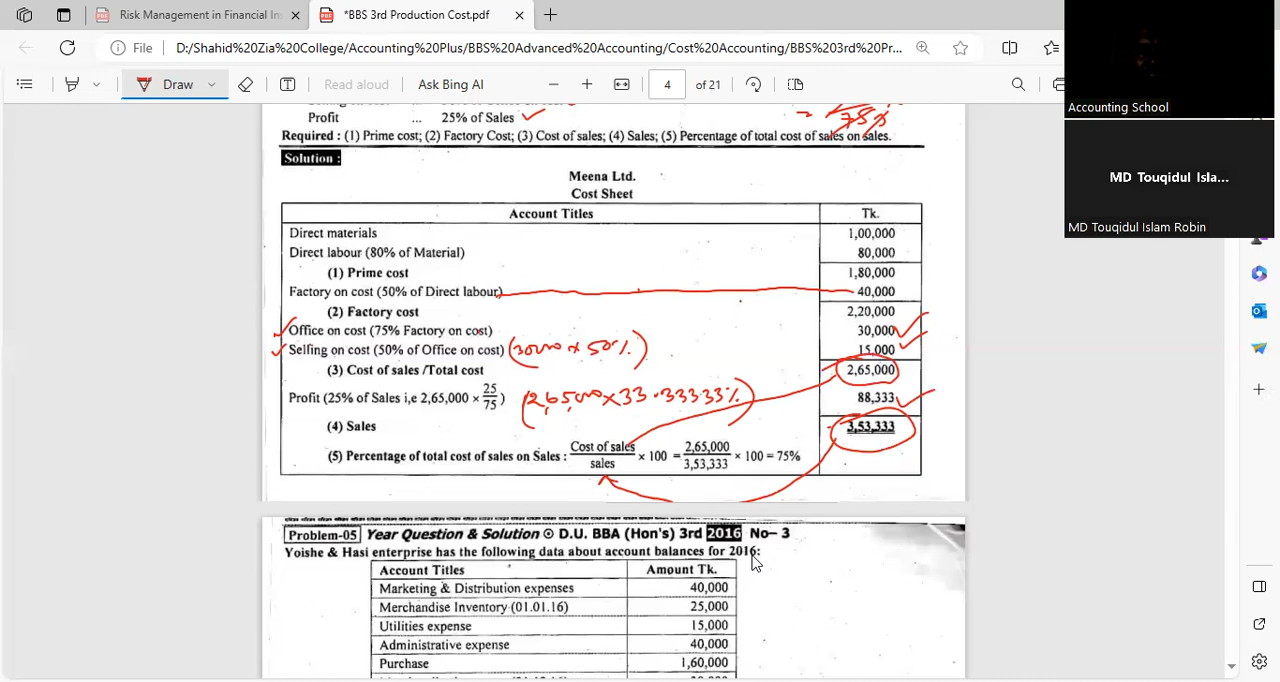 Risk Management in Financial Ins
*BBS 3rd Production Cost.pdf
File
D:/Shahid%20Zia%20College/Accounting%20Plus/BBS%20Advanced%20Accounting/Cost%20Accounting/BBS%203rd%20Pr...
Draw
Read aloud
Ask Bing AI
4 of 21
Accounting School
MD Touqidul Isla...
MD Touqidul Islam Robin
Profit ... 25% of Sales
Required : (1) Prime cost; (2) Factory Cost; (3) Cost of sales; (4) Sales; (5) Percentage of total cost of sales on sales.
Solution :
Meena Ltd.
Cost Sheet
Account Titles Tk.
Direct materials 1,00,000
Direct labour (80% of Material) 80,000
(1) Prime cost 1,80,000
Factory on cost (50% of Direct labour) 40,000
(2) Factory cost 2,20,000
Office on cost (75% Factory on cost) 30,000
Selling on cost (50% of Office on cost) (30000 × 50%) 15,000
(3) Cost of sales /Total cost 2,65,000
Profit (25% of Sales i,e 2,65,000 × 25/75) (2,65,000 × 33.33333%) 88,333
(4) Sales 3,53,333
(5) Percentage of total cost of sales on Sales : Cost of sales/sales × 100 = 2,65,000/3,53,333 × 100 = 75%
Problem-05 Year Question & Solution ⊙ D.U. BBA (Hon's) 3rd 2016 No– 3
Yoishe & Hasi enterprise has the following data about account balances for 2016:
Account Titles Amount Tk.
Marketing & Distribution expenses 40,000
Merchandise Inventory (01.01.16) 25,000
Utilities expense 15,000
Administrative expense 40,000
Purchase 1,60,000